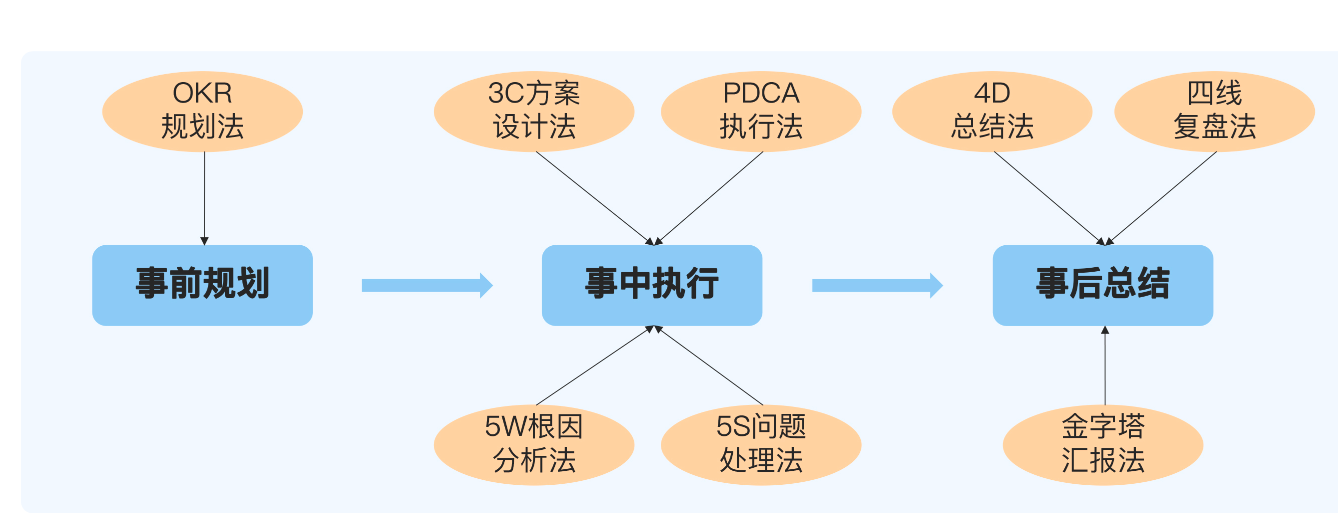 OKR
规划法
3C方案
设计法
PDCA
执行法
4D
总结法
四线
复盘法
事前规划
事中执行
事后总结
5W根因
分析法
5S问题
处理法
金字塔
汇报法